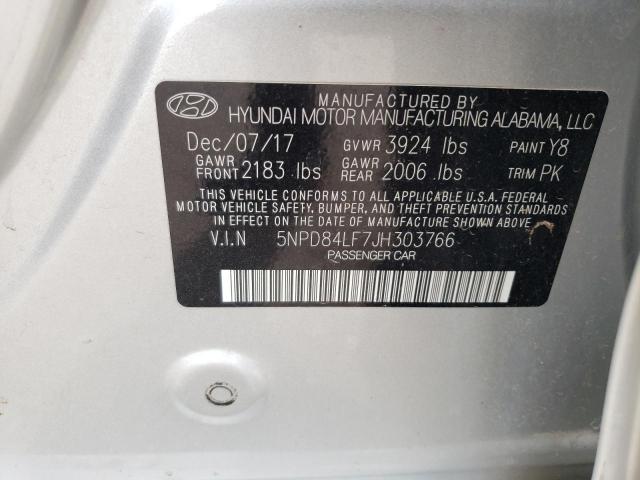 MANUFACTURED BY
HYUNDAI MOTOR MANUFACTURING ALABAMA, LLC
Dec/07/17 GVWR 3924 lbs PAINT Y8
GAWR FRONT 2183 lbs GAWR REAR 2006 lbs TRIM PK
THIS VEHICLE CONFORMS TO ALL APPLICABLE U.S.A. FEDERAL
MOTOR VEHICLE SAFETY, BUMPER, AND THEFT PREVENTION STANDARDS
IN EFFECT ON THE DATE OF MANUFACTURE SHOWN ABOVE.
V.I.N 5NPD84LF7JH303766
PASSENGER CAR